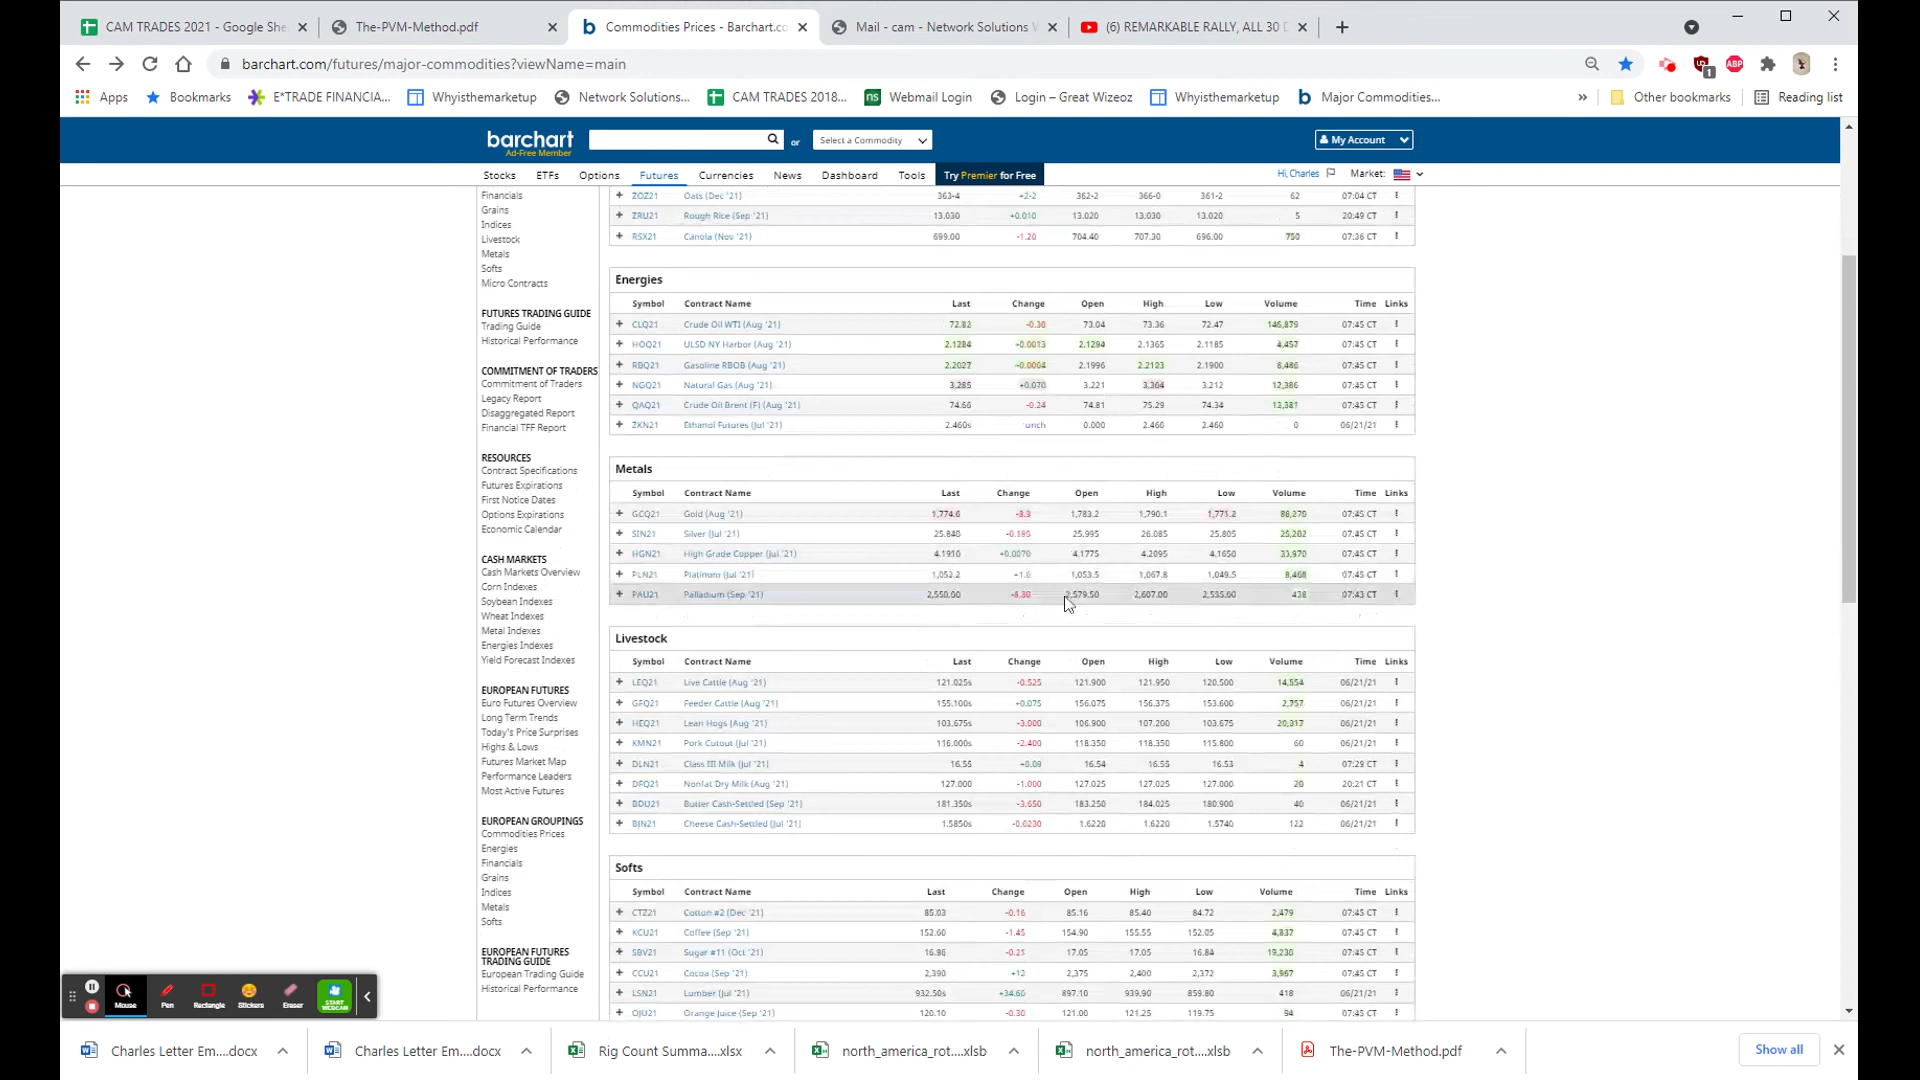 CAM TRADES 2021 - Google She
The-PVM-Method.pdf
Commodities Prices - Barchart.co
Mail - cam - Network Solutions W
(6) REMARKABLE RALLY, ALL 30 D
barchart.com/futures/major-commodities?viewName=main
Apps
Bookmarks
E*TRADE FINANCIA...
Whyisthemarketup
Network Solutions...
CAM TRADES 2018...
Webmail Login
Login – Great Wizeoz
Whyisthemarketup
Major Commodities...
Other bookmarks
Reading list
barchart
Ad-Free Member
or
Select a Commodity
My Account
Stocks ETFs Options Futures Currencies News Dashboard Tools Try Premier for Free
Hi, Charles Market:
Financials
Grains
Indices
Livestock
Metals
Softs
Micro Contracts
FUTURES TRADING GUIDE
Trading Guide
Historical Performance
COMMITMENT OF TRADERS
Commitment of Traders
Legacy Report
Disaggregated Report
Financial TFF Report
RESOURCES
Contract Specifications
Futures Expirations
First Notice Dates
Options Expirations
Economic Calendar
CASH MARKETS
Cash Markets Overview
Corn Indexes
Soybean Indexes
Wheat Indexes
Metal Indexes
Energies Indexes
Yield Forecast Indexes
EUROPEAN FUTURES
Euro Futures Overview
Long Term Trends
Today's Price Surprises
Highs & Lows
Futures Market Map
Performance Leaders
Most Active Futures
EUROPEAN GROUPINGS
Commodities Prices
Energies
Financials
Grains
Indices
Metals
Softs
EUROPEAN FUTURES
TRADING GUIDE
European Trading Guide
Historical Performance
ZOZ21 Oats (Dec '21) 363-4 +2-2 362-2 366-0 361-2 62 07:04 CT
ZRU21 Rough Rice (Sep '21) 13.030 +0.010 13.020 13.030 13.020 5 20:49 CT
RSX21 Canola (Nov '21) 699.00 -1.20 704.40 707.30 696.00 750 07:36 CT
Energies
Symbol Contract Name Last Change Open High Low Volume Time Links
CLQ21 Crude Oil WTI (Aug '21) 72.82 -0.30 73.04 73.36 72.47 146,879 07:45 CT
HOQ21 ULSD NY Harbor (Aug '21) 2.1284 +0.0013 2.1294 2.1365 2.1185 4,457 07:45 CT
RBQ21 Gasoline RBOB (Aug '21) 2.2027 +0.0004 2.1996 2.2123 2.1900 8,486 07:45 CT
NGQ21 Natural Gas (Aug '21) 3.285 +0.070 3.221 3.304 3.212 12,386 07:45 CT
QAQ21 Crude Oil Brent (F) (Aug '21) 74.66 -0.24 74.81 75.29 74.34 13,381 07:45 CT
ZKN21 Ethanol Futures (Jul '21) 2.460s unch 0.000 2.460 2.460 0 06/21/21
Metals
Symbol Contract Name Last Change Open High Low Volume Time Links
GCQ21 Gold (Aug '21) 1,774.6 -8.3 1,783.2 1,790.1 1,771.2 86,270 07:45 CT
SIN21 Silver (Jul '21) 25.840 -0.185 25.995 26.085 25.805 25,202 07:45 CT
HGN21 High Grade Copper (Jul '21) 4.1910 +0.0070 4.1775 4.2095 4.1650 33,970 07:45 CT
PLN21 Platinum (Jul '21) 1,052.2 +1.6 1,053.5 1,067.8 1,049.5 8,468 07:45 CT
PAU21 Palladium (Sep '21) 2,550.00 2,579.50 2,607.00 2,535.00 438 07:43 CT
Livestock
Symbol Contract Name Last Change Open High Low Volume Time Links
LEQ21 Live Cattle (Aug '21) 121.025s -0.525 121.900 121.950 120.500 14,554 06/21/21
GFQ21 Feeder Cattle (Aug '21) 155.100s +0.075 156.075 156.375 153.600 2,757 06/21/21
HEQ21 Lean Hogs (Aug '21) 103.675s -3.000 106.900 107.200 103.675 20,317 06/21/21
KMN21 Pork Cutout (Jul '21) 116.000s -2.400 118.350 118.350 115.800 60 06/21/21
DLN21 Class III Milk (Jul '21) 16.55 +0.09 16.54 16.55 16.53 4 07:29 CT
DFQ21 Nonfat Dry Milk (Aug '21) 127.000 -1.000 127.025 127.025 127.000 20 20:21 CT
BDU21 Butter Cash-Settled (Sep '21) 181.350s -3.650 183.250 184.025 180.900 40 06/21/21
BJN21 Cheese Cash-Settled (Jul '21) 1.5850s -0.0230 1.6220 1.6220 1.5740 122 06/21/21
Softs
Symbol Contract Name Last Change Open High Low Volume Time Links
CTZ21 Cotton #2 (Dec '21) 85.03 -0.16 85.16 85.40 84.72 2,479 07:45 CT
KCU21 Coffee (Sep '21) 152.60 -1.45 154.90 155.55 152.05 4,837 07:45 CT
SBV21 Sugar #11 (Oct '21) 16.86 -0.21 17.05 17.05 16.84 19,230 07:45 CT
CCU21 Cocoa (Sep '21) 2,390 +12 2,375 2,400 2,372 3,967 07:45 CT
LSN21 Lumber (Jul '21) 932.50s +34.60 897.10 939.90 859.80 418 06/21/21
OJU21 Orange Juice (Sep '21) 120.10 -0.30 121.00 121.25 119.75 94 07:45 CT
Mouse Pen Rectangle Stickers Eraser START WEBCAM
Charles Letter Em....docx
Charles Letter Em....docx
Rig Count Summa....xlsx
north_america_rot....xlsb
north_america_rot....xlsb
The-PVM-Method.pdf
Show all